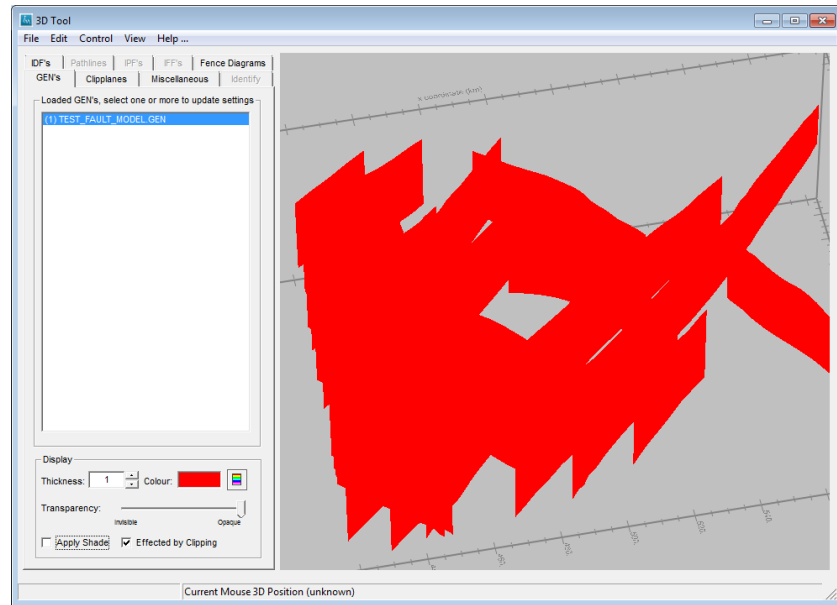 3D Tool
File Edit Control View Help ...
IDF's Pathlines IPF's IFF's Fence Diagrams
GEN's Clipplanes Miscellaneous Identify
Loaded GEN's, select one or more to update settings
(1) TEST_FAULT_MODEL.GEN
x coordinate (km)
Display
Thickness: 1 Colour:
Transparency:
Invisible Opaque
Apply Shade Effected by Clipping
Current Mouse 3D Position (unknown)